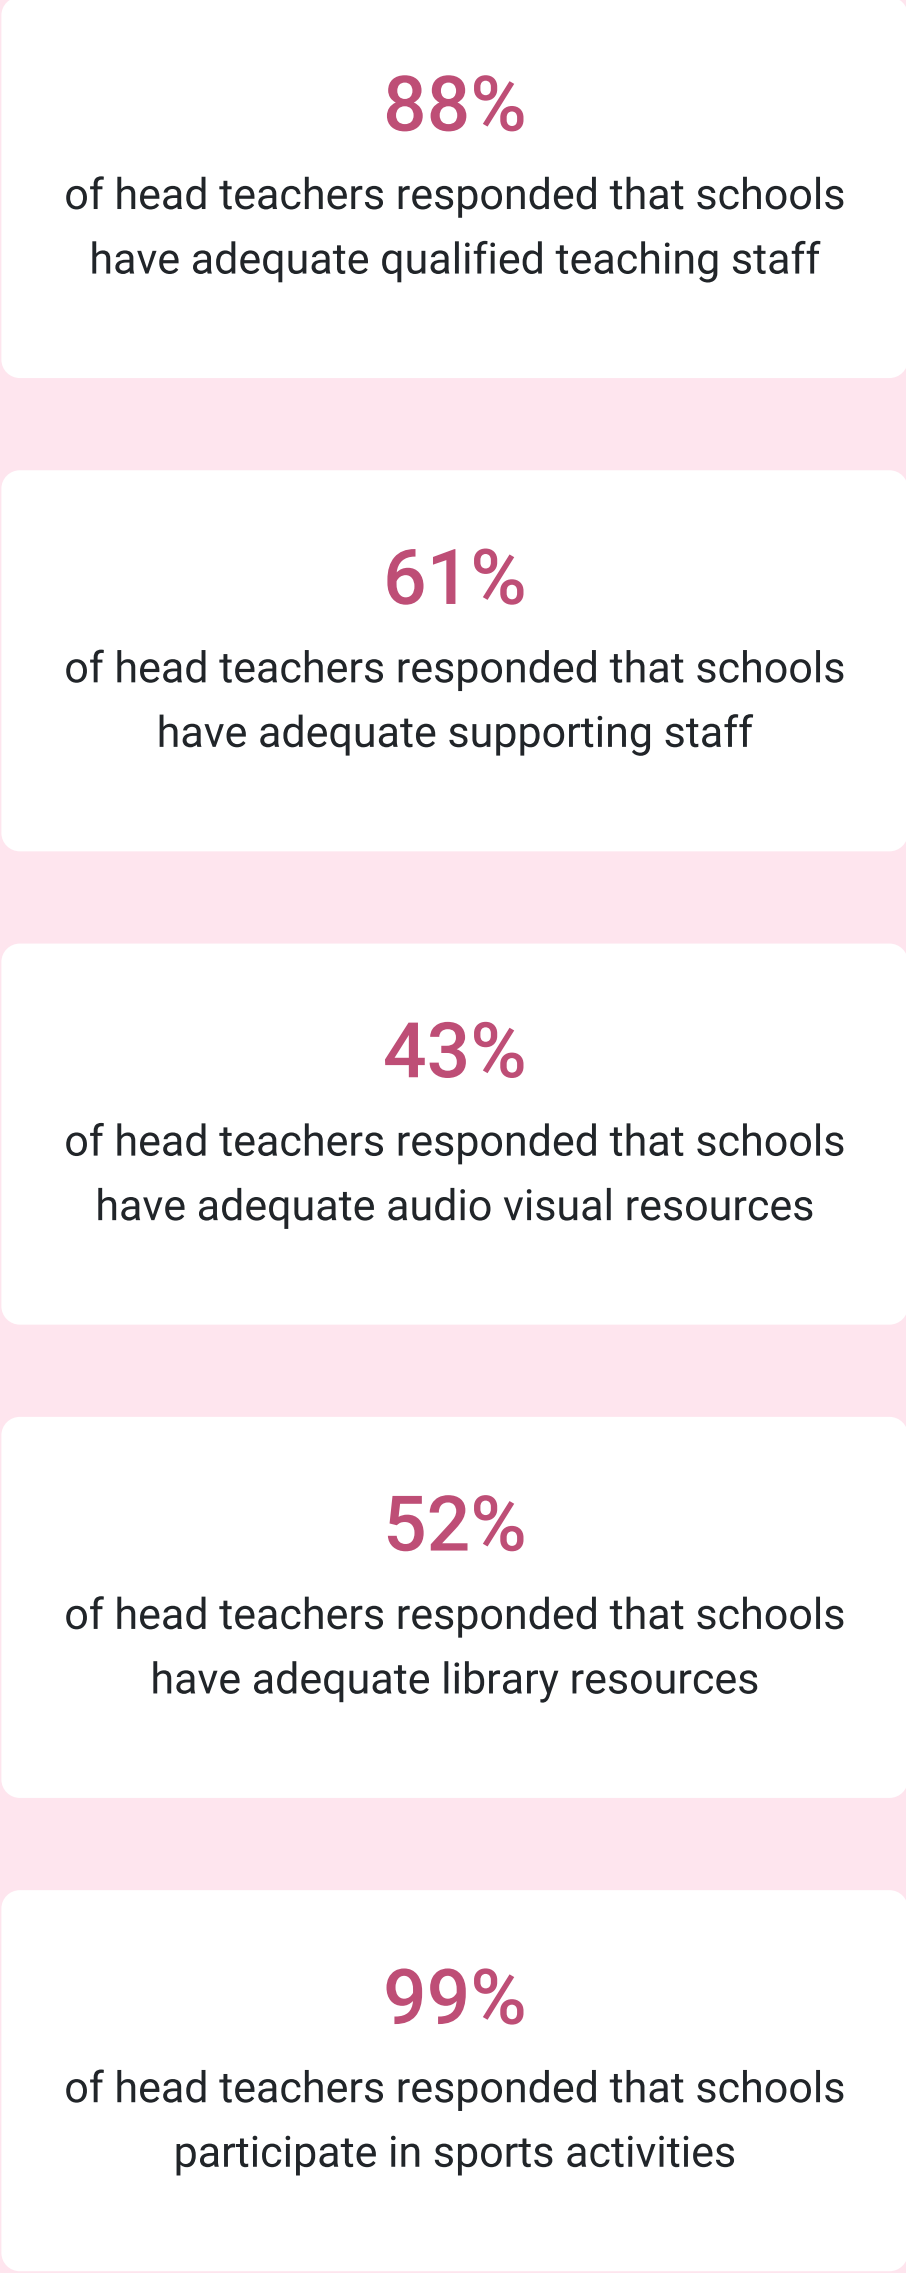 88%
of head teachers responded that schools
have adequate qualified teaching staff
61%
of head teachers responded that schools
have adequate supporting staff
43%
of head teachers responded that schools
have adequate audio visual resources
52%
of head teachers responded that schools
have adequate library resources
99%
of head teachers responded that schools
participate in sports activities